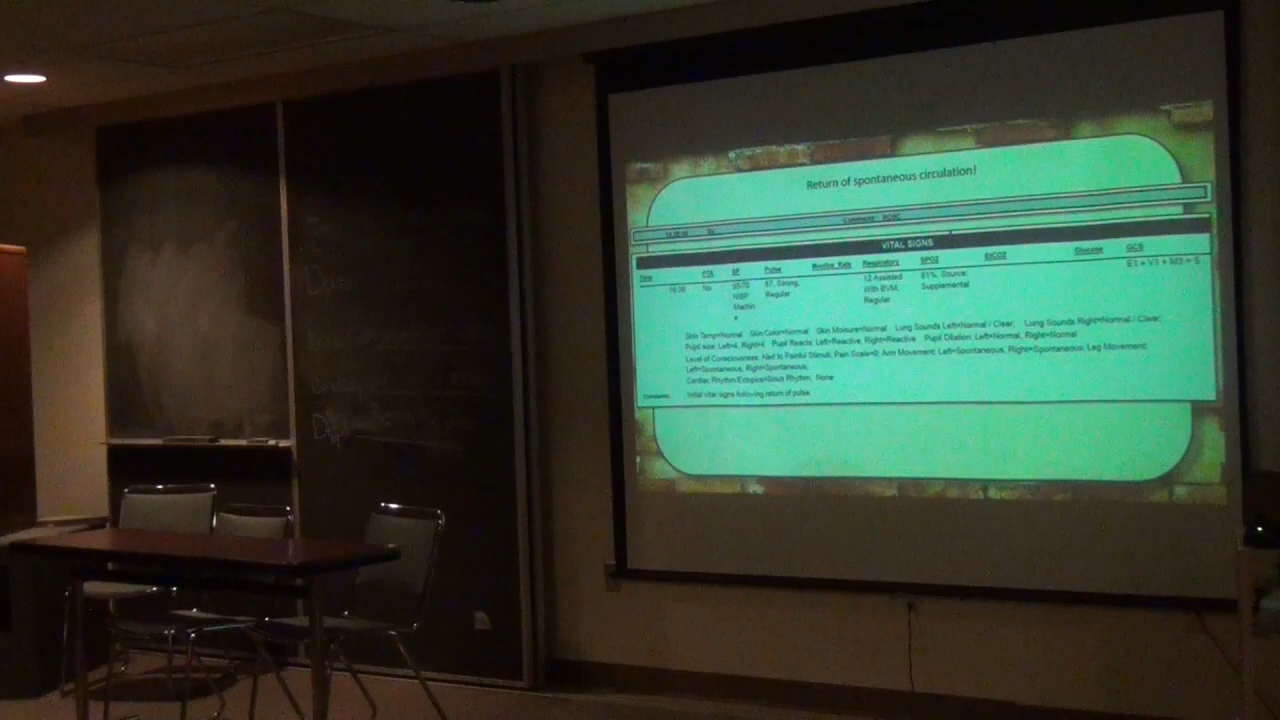 Return of spontaneous circulation!
Comments: ROSC
VITAL SIGNS
Time PTA BP Pulse Monitor Rate Respiratory SPO2 EtCO2 Glucose GCS
16:38 No 67, Strong, 12 Assisted 81%, Source: E1 + V1 + M3 = 5
NIBP Regular With BVM, Supplemental
Machin Regular
e
Skin Temp=Normal Skin Color=Normal Skin Moisure=Normal Lung Sounds Left=Normal / Clear; Lung Sounds Right=Normal / Clear;
Pupil size: Left=4, Right=4 Pupil Reacts: Left=Reactive, Right=Reactive Pupil Dilation: Left=Normal, Right=Normal
Level of Consciousness: Alert to Painful Stimuli; Pain Scale=0; Arm Movement: Left=Spontaneous, Right=Spontaneous; Leg Movement:
Left=Spontaneous, Right=Spontaneous;
Cardiac Rhythm/Ectopics=Sinus Rhythm, None
Comments: Initial vital signs following return of pulse